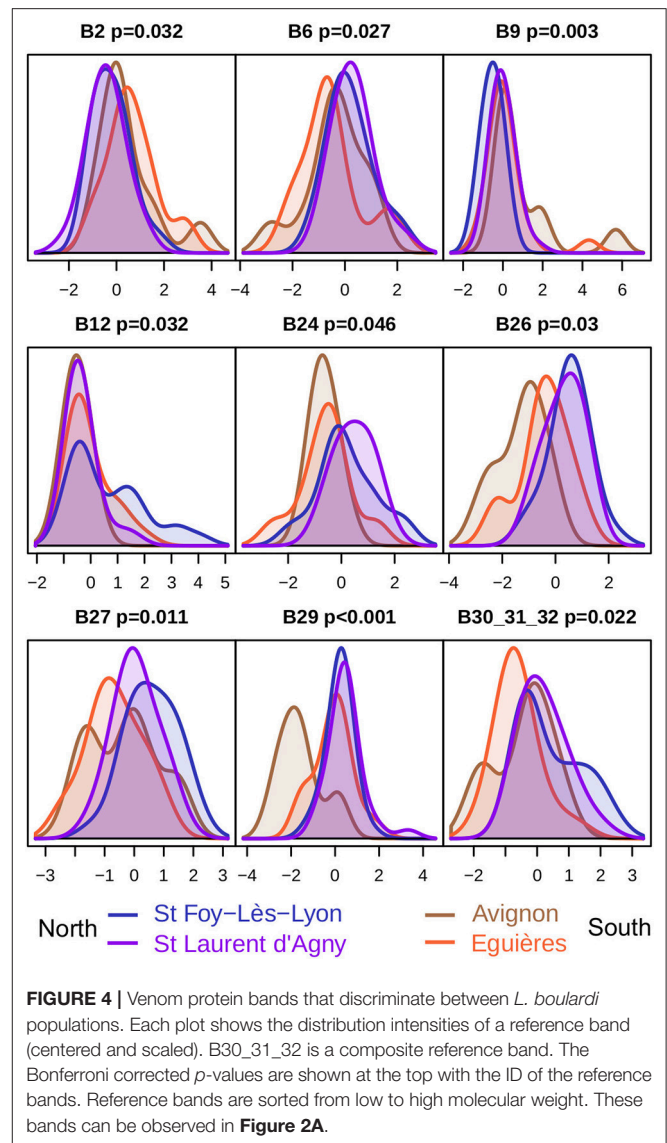 B2 p=0.032 B6 p=0.027 B9 p=0.003
−2 0 2 4 −4 −2 0 2 −2 0 2 4 6
B12 p=0.032 B24 p=0.046 B26 p=0.03
−2 0 1 2 3 4 5 −2 0 2 −4 −2 0 2
B27 p=0.011 B29 p<0.001 B30_31_32 p=0.022
−3 −1 0 1 2 3 −4 −2 0 2 4 −2 0 1 2 3
North St Foy−Lès−Lyon Avignon South
St Laurent d'Agny Eguières
FIGURE 4 | Venom protein bands that discriminate between L. boulardi
populations. Each plot shows the distribution intensities of a reference band
(centered and scaled). B30_31_32 is a composite reference band. The
Bonferroni corrected p-values are shown at the top with the ID of the reference
bands. Reference bands are sorted from low to high molecular weight. These
bands can be observed in Figure 2A.